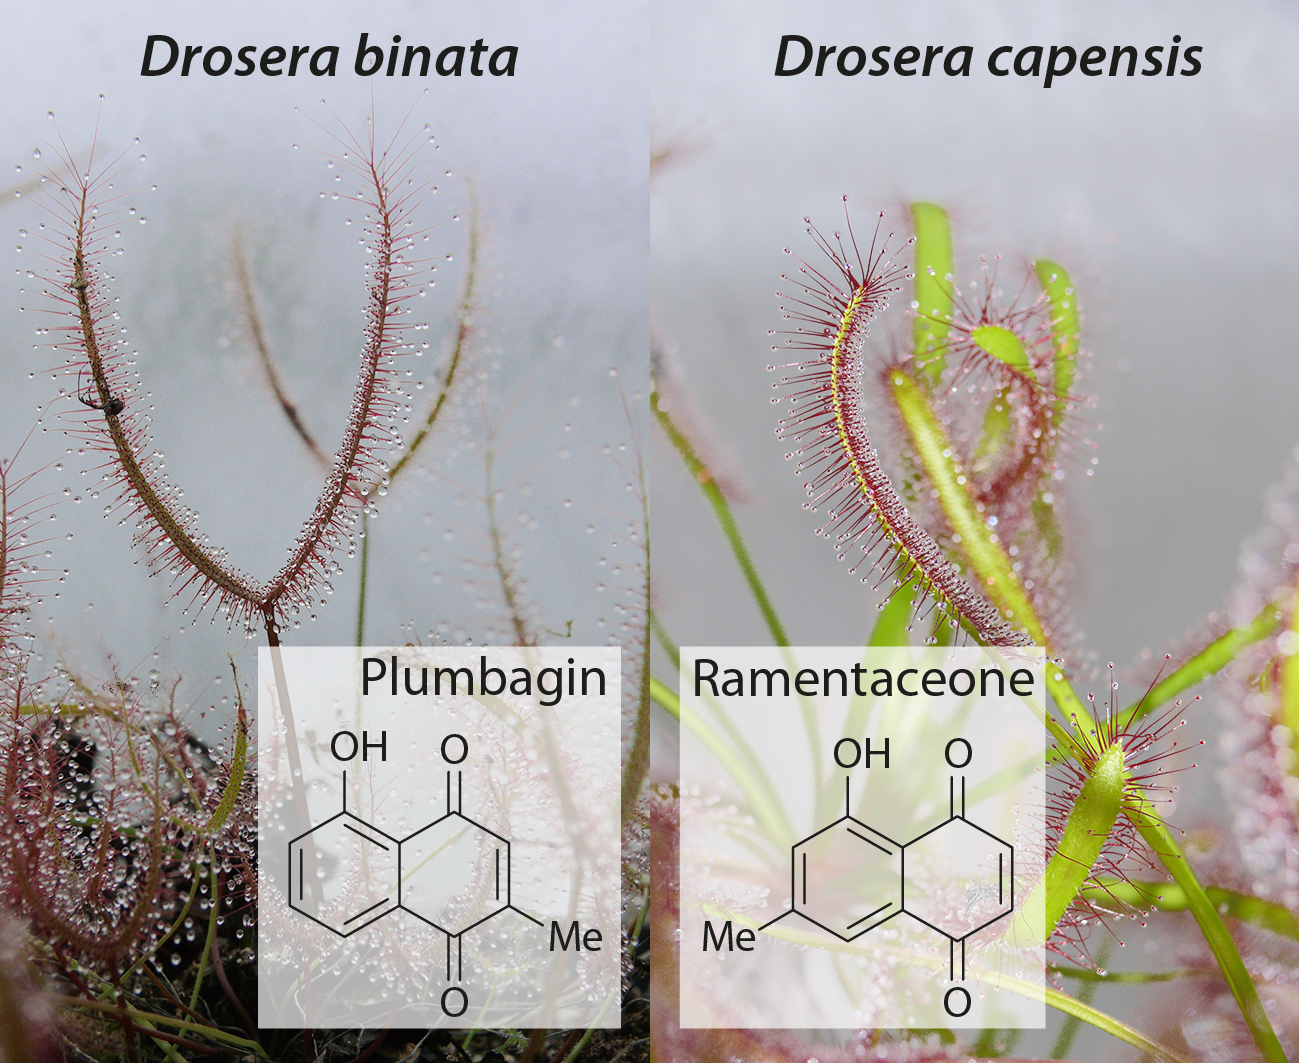 Drosera binata
Drosera capensis
Plumbagin
OH
O
Me
O
Ramentaceone
OH
O
Me
O